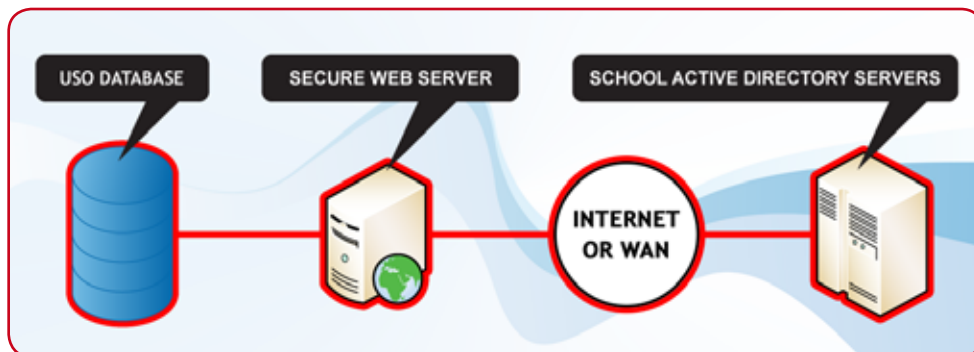 USO DATABASE
SECURE WEB SERVER
SCHOOL ACTIVE DIRECTORY SERVERS
INTERNET
OR WAN